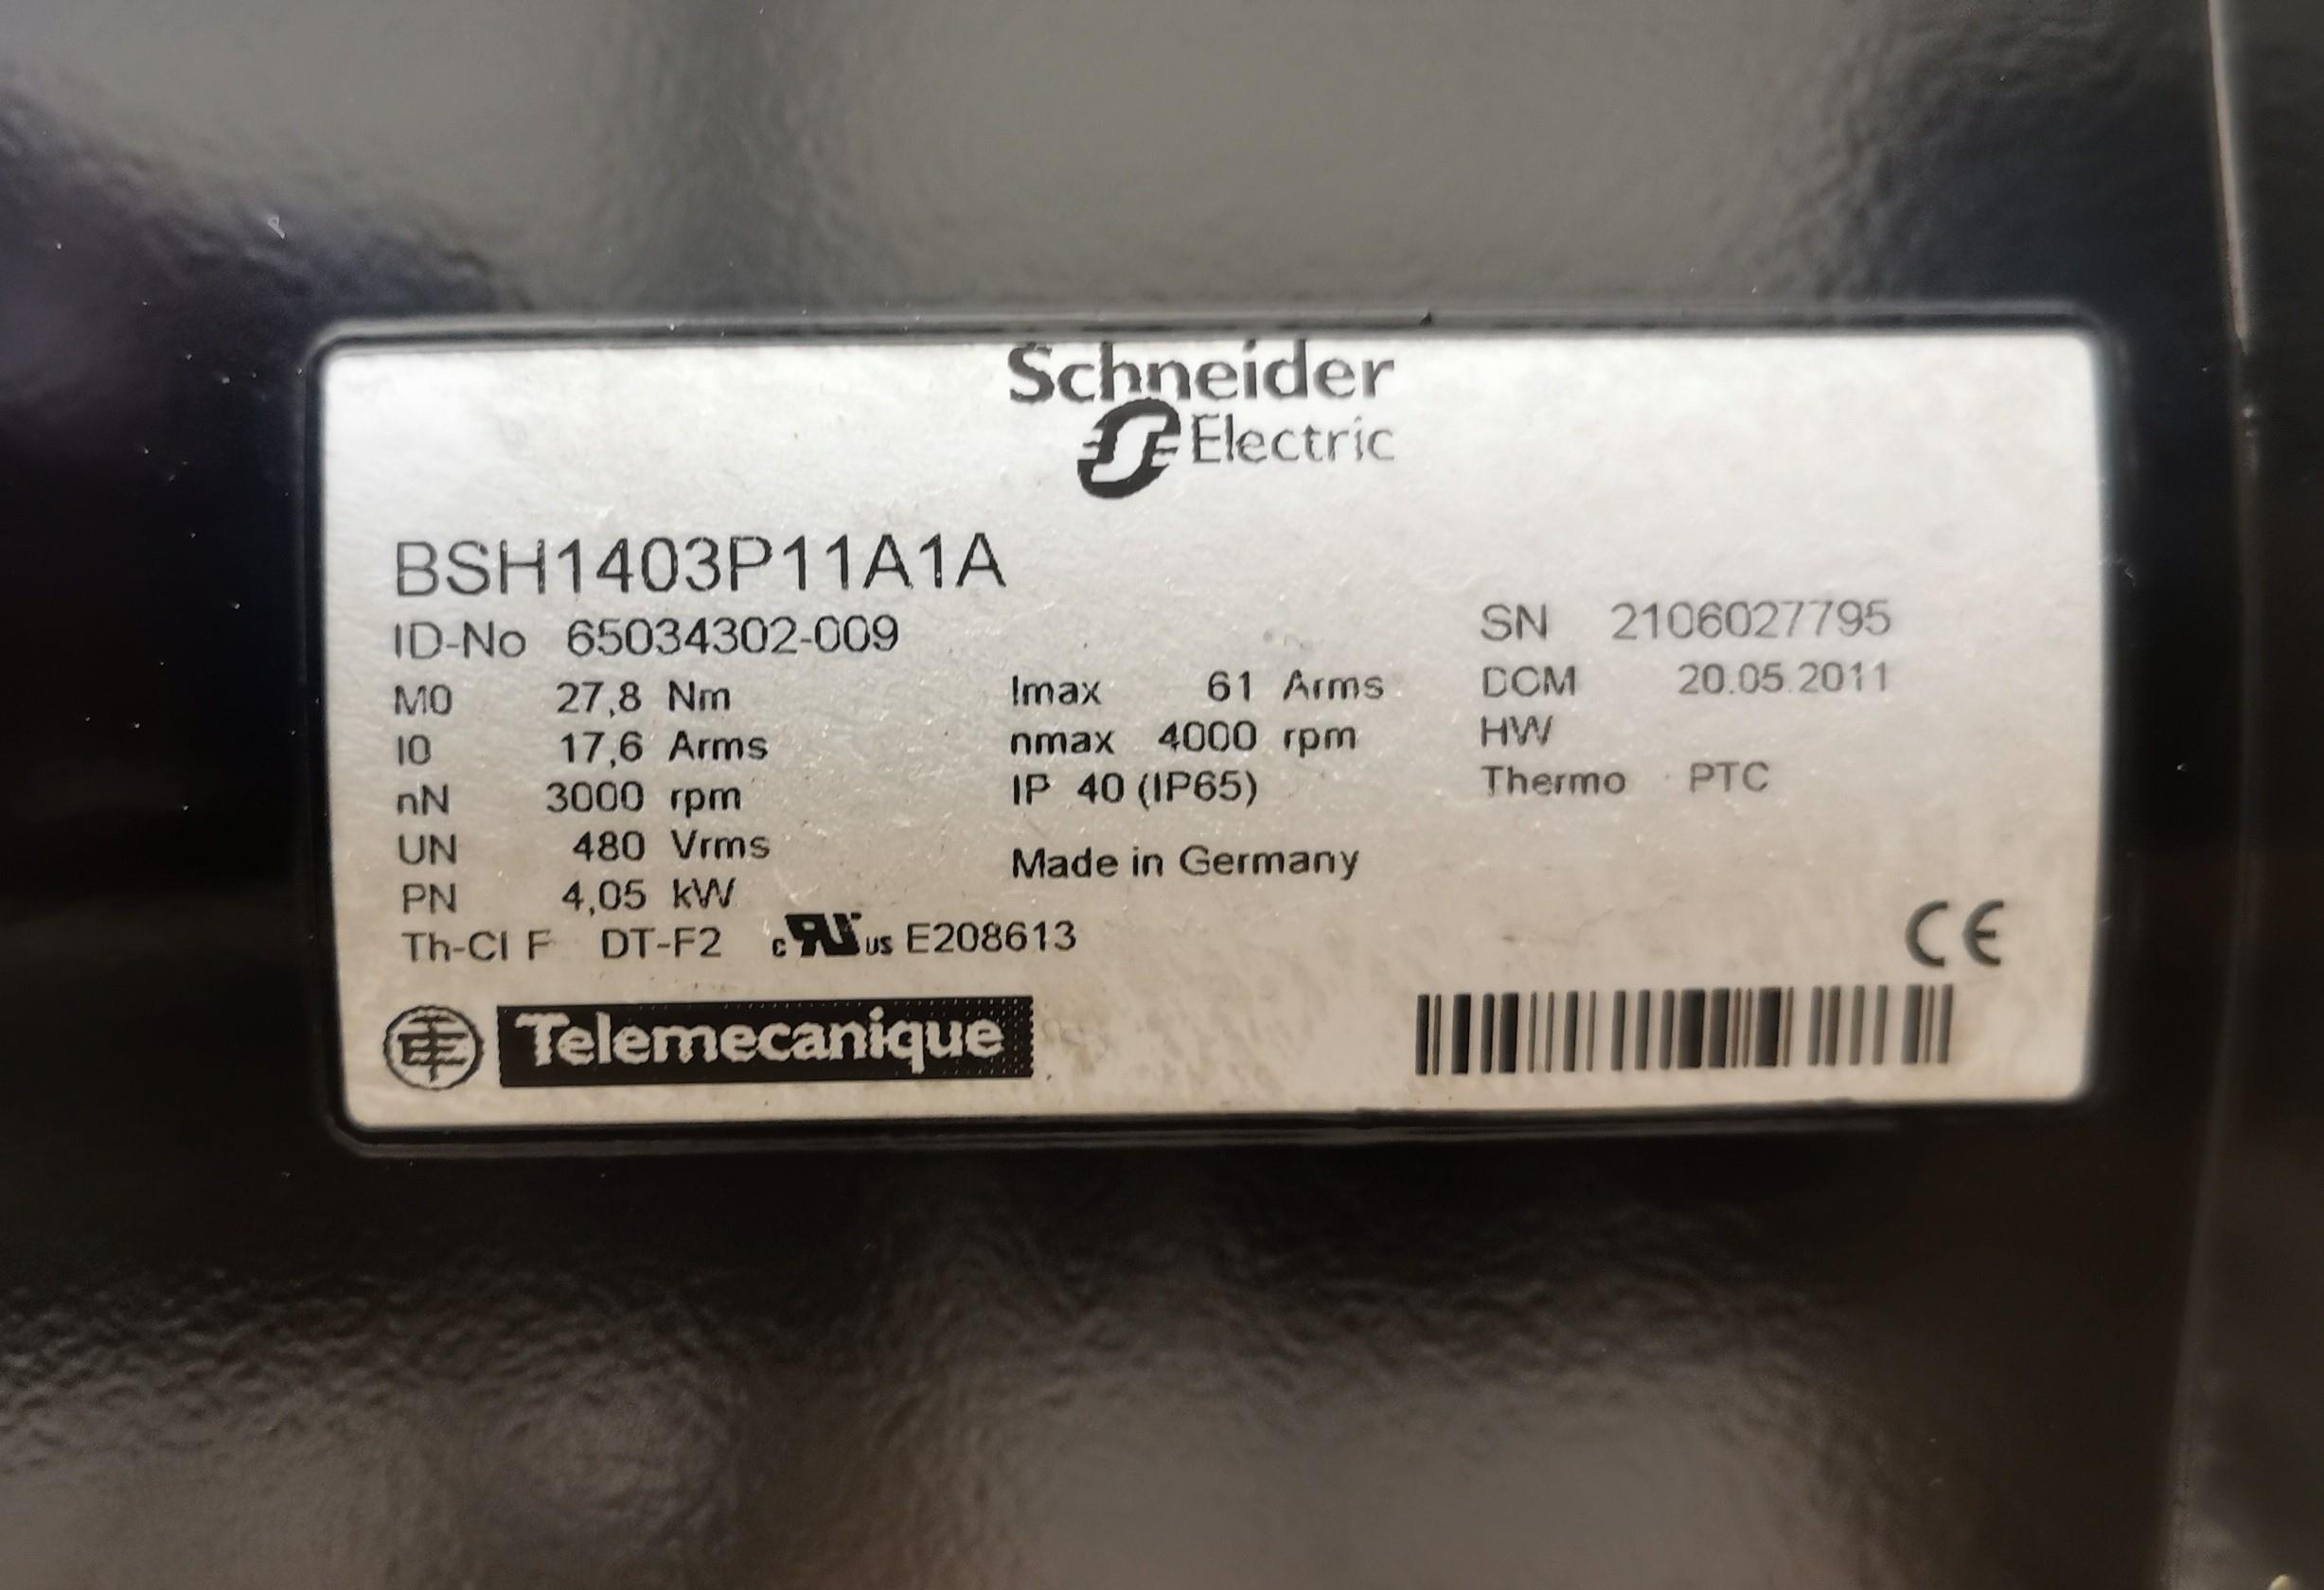 Schneider
Electric
BSH1403P11A1A
ID-No 65034302-009
SN 2106027795
M0 27,8 Nm
Imax 61 Arms
DOM 20.05.2011
I0 17,6 Arms
nmax 4000 rpm
HW
nN 3000 rpm
IP 40 (IP65)
Thermo PTC
UN 480 Vrms
Made in Germany
PN 4,05 kW
Th-Cl F DT-F2 c RU us E208613
CE
Telemecanique